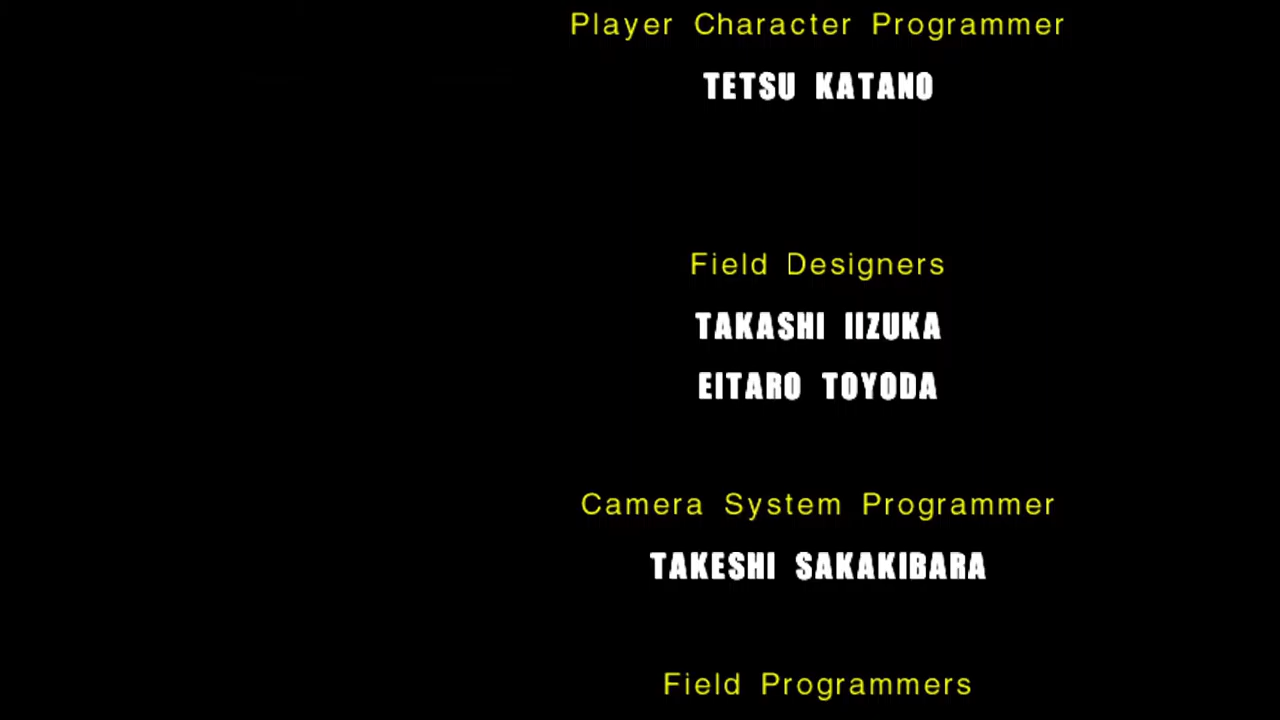 Player Character Programmer
TETSU KATANO
Field Designers
TAKASHI IIZUKA
EITARO TOYODA
Camera System Programmer
TAKESHI SAKAKIBARA
Field Programmers